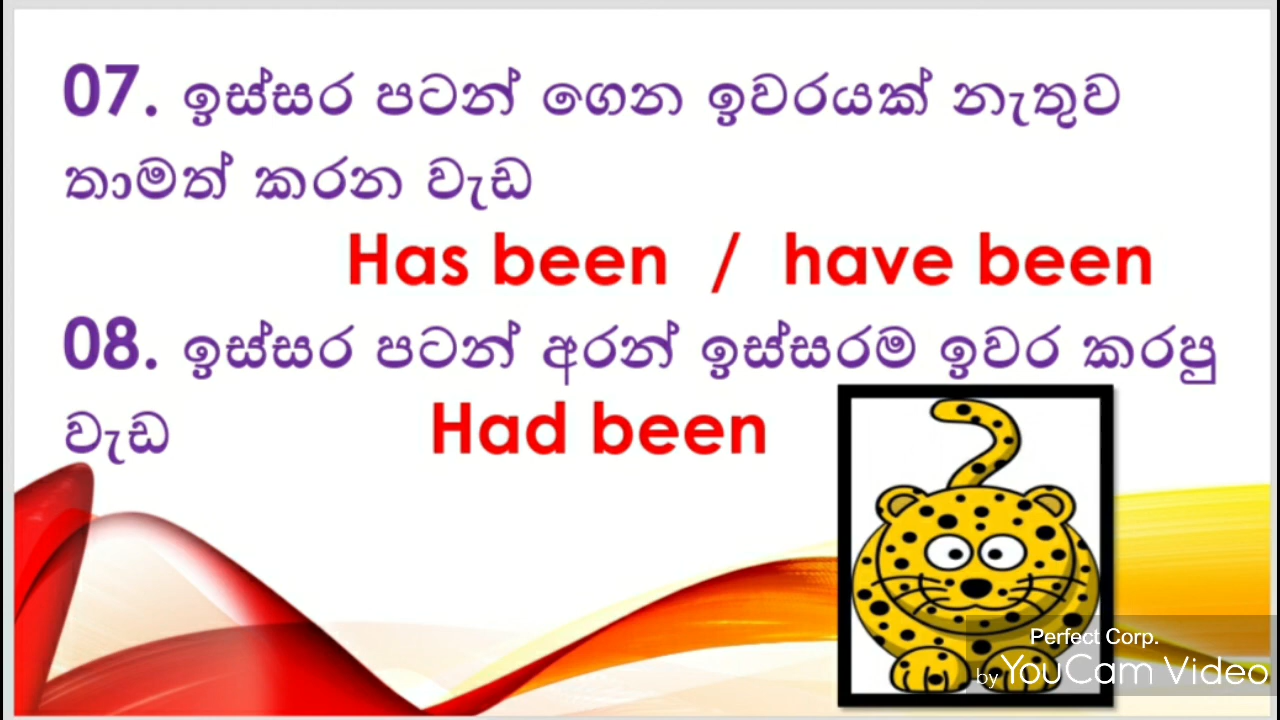 07. ඉස්සර පටන් ගෙන ඉවරයක් නැතුව
තාමත් කරන වැඩ
Has been / have been
08. ඉස්සර පටන් අරන් ඉස්සරම ඉවර කරපු
වැඩ Had been
Perfect Corp.
by YouCam Video